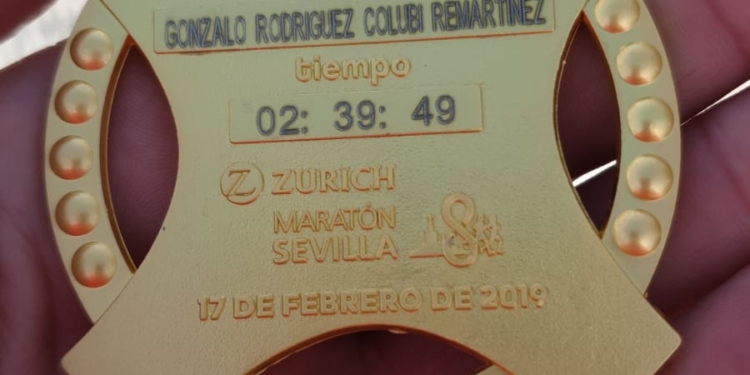 GONZALO RODRIGUEZ COLUBI REMARTINEZ
tiempo
02: 39: 49
Z ZURICH
MARATÓN
SEVILLA
17 DE FEBRERO DE 2019